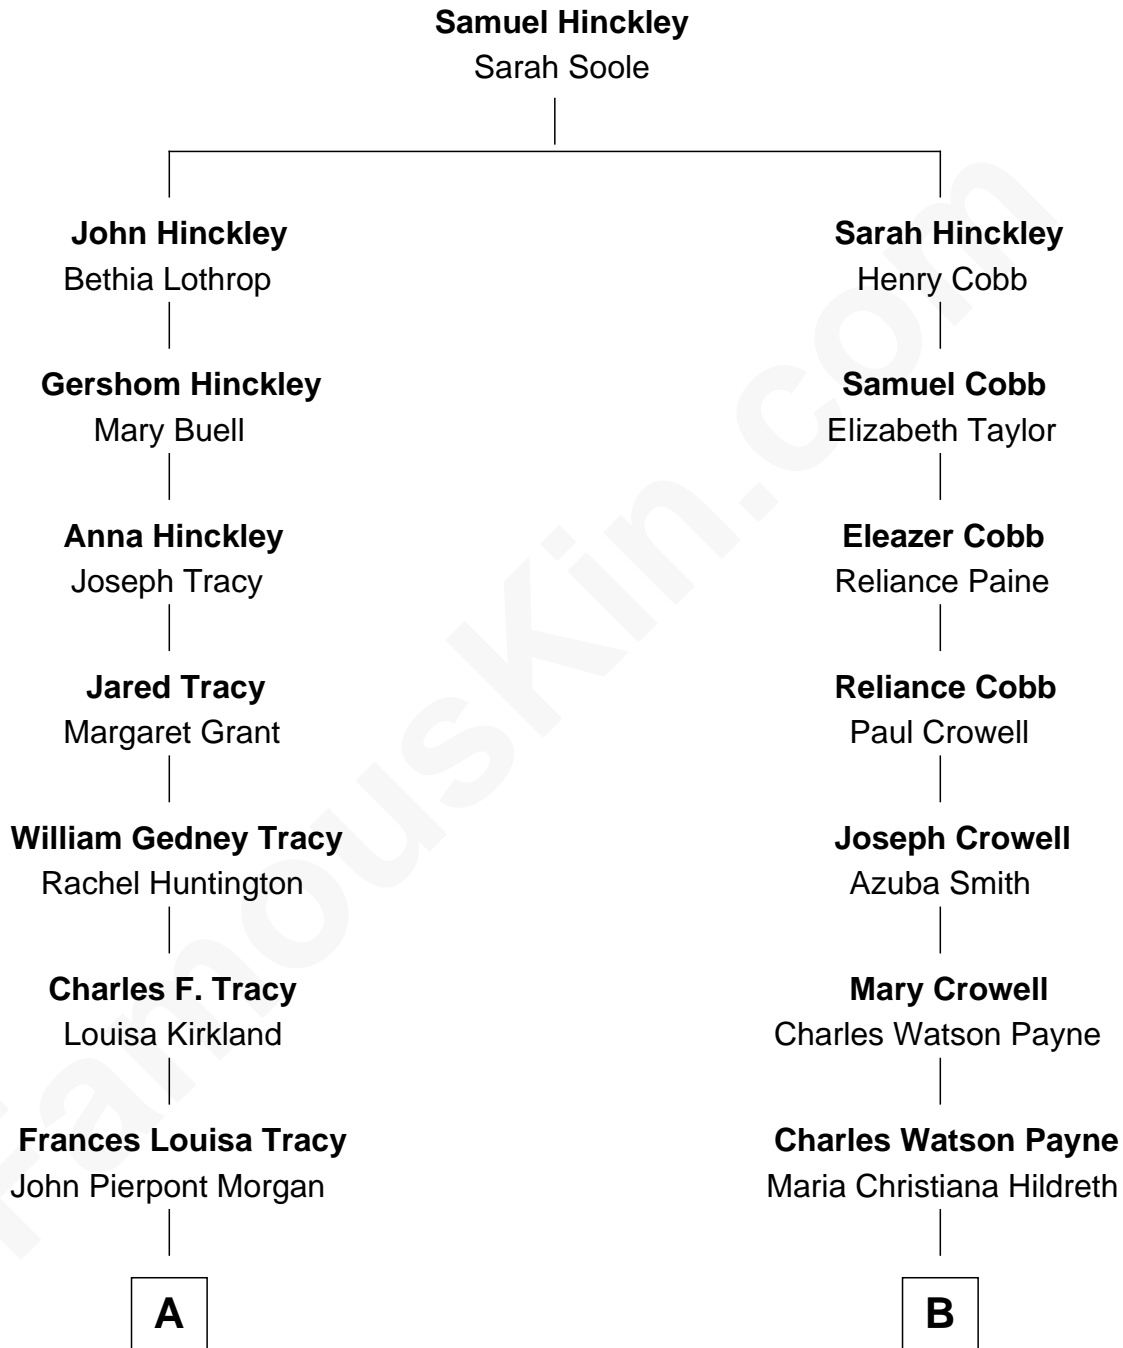 Samuel Hinckley
Sarah Soole
John Hinckley
Bethia Lothrop
Sarah Hinckley
Henry Cobb
Gershom Hinckley
Mary Buell
Samuel Cobb
Elizabeth Taylor
Anna Hinckley
Joseph Tracy
Eleazer Cobb
Reliance Paine
Jared Tracy
Margaret Grant
Reliance Cobb
Paul Crowell
William Gedney Tracy
Rachel Huntington
Joseph Crowell
Azuba Smith
Charles F. Tracy
Louisa Kirkland
Mary Crowell
Charles Watson Payne
Frances Louisa Tracy
John Pierpont Morgan
Charles Watson Payne
Maria Christiana Hildreth
A
B
FamousKin.com